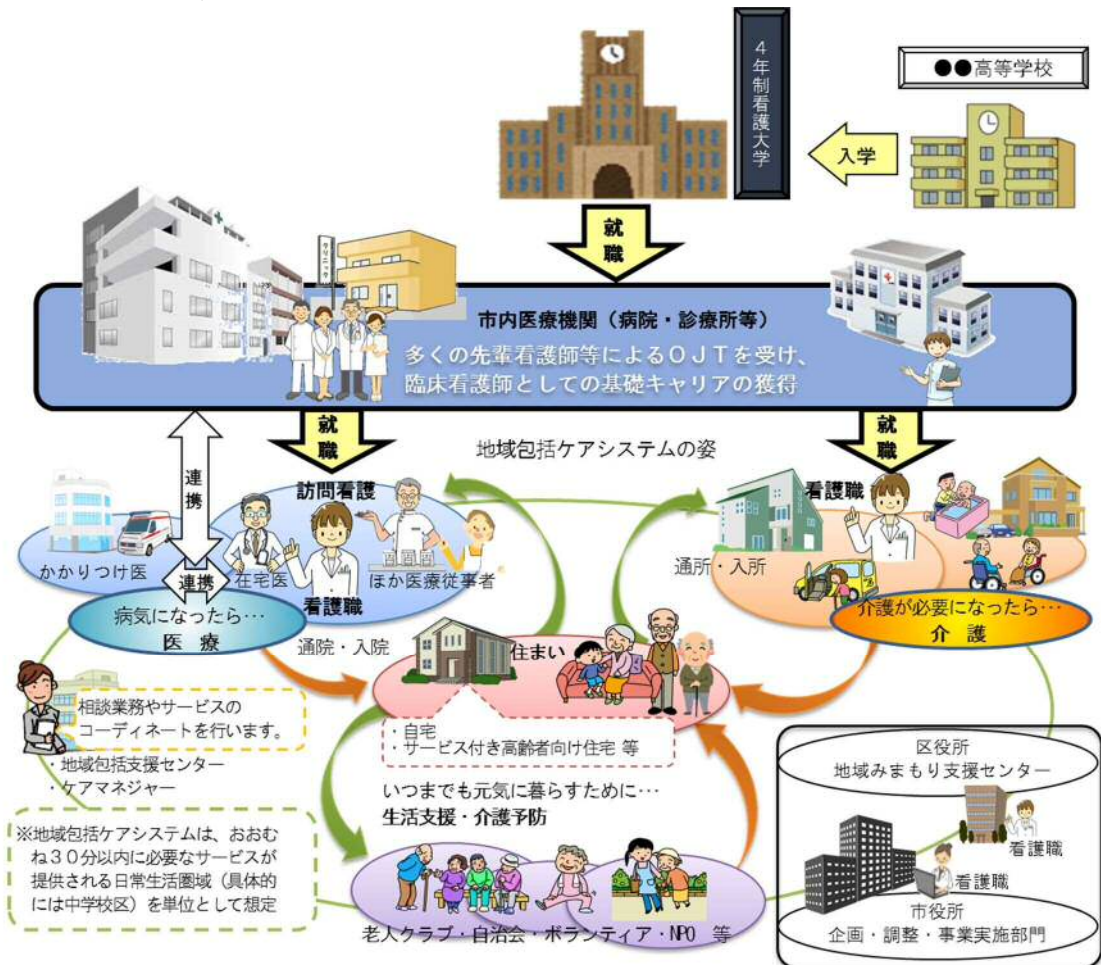 4年制看護大学
●●高等学校
入学
就職
クリニック
市内医療機関（病院・診療所等）
多くの先輩看護師等によるＯＪＴを受け、
臨床看護師としての基礎キャリアの獲得
就職
就職
地域包括ケアシステムの姿
連携
訪問看護
看護職
かかりつけ医
連携
在宅医
ほか医療従事者
看護職
通所・入所
病気になったら…
医 療
介護が必要になったら…
介 護
通院・入院
住まい
相談業務やサービスの
コーディネートを行います。
・自宅
・サービス付き高齢者向け住宅 等
・地域包括支援センター
・ケアマネジャー
区役所
地域みまもり支援センター
いつまでも元気に暮らすために…
生活支援・介護予防
※地域包括ケアシステムは、おおむ
ね３０分以内に必要なサービスが
提供される日常生活圏域（具体的
には中学校区）を単位として想定
看護職
看護職
市役所
企画・調整・事業実施部門
老人クラブ・自治会・ボランティア・NPO 等